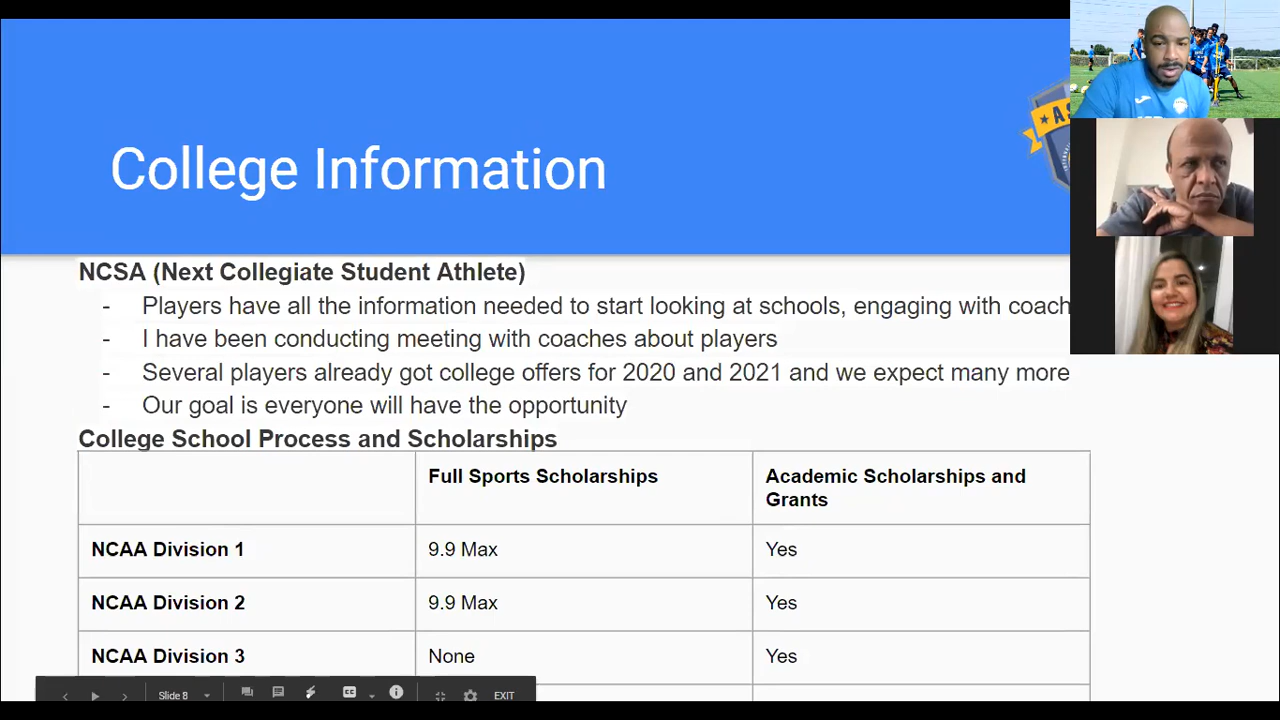 College Information
NCSA (Next Collegiate Student Athlete)
- Players have all the information needed to start looking at schools, engaging with coach
- I have been conducting meeting with coaches about players
- Several players already got college offers for 2020 and 2021 and we expect many more
- Our goal is everyone will have the opportunity
College School Process and Scholarships
Full Sports Scholarships
Academic Scholarships and
Grants
NCAA Division 1 9.9 Max Yes
NCAA Division 2 9.9 Max Yes
NCAA Division 3 None Yes
Slide 8 CC EXIT